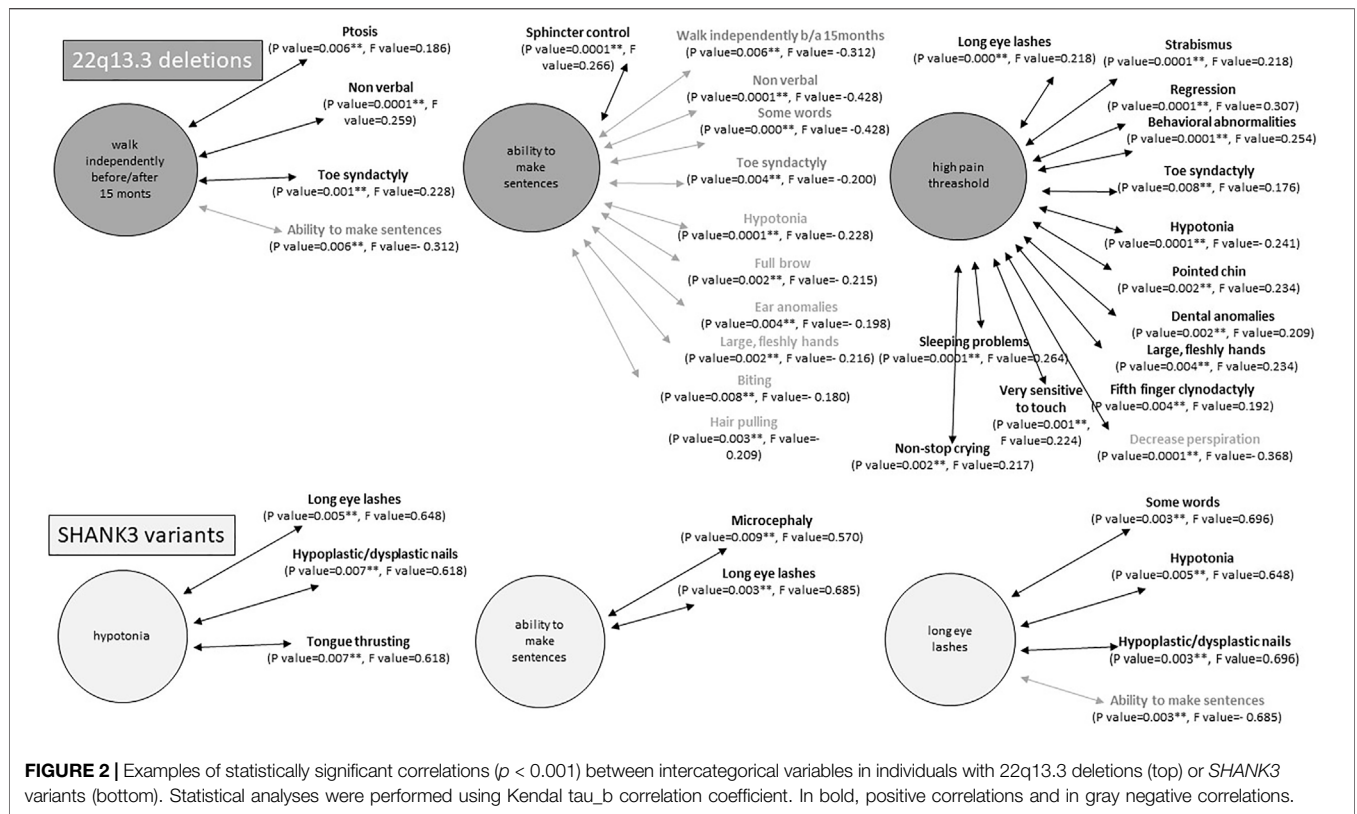 22q13.3 deletions
walk
independently
before/after
15 monts
Ptosis
(P value=0.006**, F value=0.186)
Non verbal
(P value=0.0001**, F
value=0.259)
Toe syndactyly
(P value=0.001**, F value=0.228)
Ability to make sentences
(P value=0.006**, F value=- 0.312)
ability to
make
sentences
Sphincter control
(P value=0.0001**, F
value=0.266)
Walk independently b/a 15months
(P value=0.006**, F value= -0.312)
Non verbal
(P value=0.0001**, F value= -0.428)
Some words
(P value=0.000**, F value= -0.428)
Toe syndactyly
(P value=0.004**, F value= -0.200)
Hypotonia
(P value=0.0001**, F value=- 0.228)
Full brow
(P value=0.002**, F value=- 0.215)
Ear anomalies
(P value=0.004**, F value=- 0.198)
Large, fleshly hands
(P value=0.002**, F value=- 0.216)
Biting
(P value=0.008**, F value=- 0.180)
Hair pulling
(P value=0.003**, F value=-
0.209)
high pain
threashold
Long eye lashes
(P value=0.000**, F value=0.218)
Strabismus
(P value=0.0001**, F value=0.218)
Regression
(P value=0.0001**, F value=0.307)
Behavioral abnormalities
(P value=0.0001**, F value=0.254)
Toe syndactyly
(P value=0.008**, F value=0.176)
Hypotonia
(P value=0.0001**, F value=- 0.241)
Pointed chin
(P value=0.002**, F value=0.234)
Dental anomalies
(P value=0.002**, F value=0.209)
Large, fleshly hands
(P value=0.004**, F value=0.234)
Fifth finger clynodactyly
(P value=0.004**, F value=0.192)
Decrease perspiration
(P value=0.0001**, F value=- 0.368)
Sleeping problems
(P value=0.0001**, F value=0.264)
Very sensitive
to touch
(P value=0.001**,
F value=0.224)
Non-stop crying
(P value=0.002**, F value=0.217)
SHANK3 variants
hypotonia
Long eye lashes
(P value=0.005**, F value=0.648)
Hypoplastic/dysplastic nails
(P value=0.007**, F value=0.618)
Tongue thrusting
(P value=0.007**, F value=0.618)
ability to
make
sentences
Microcephaly
(P value=0.009**, F value=0.570)
Long eye lashes
(P value=0.003**, F value=0.685)
long eye
lashes
Some words
(P value=0.003**, F value=0.696)
Hypotonia
(P value=0.005**, F value=0.648)
Hypoplastic/dysplastic nails
(P value=0.003**, F value=0.696)
Ability to make sentences
(P value=0.003**, F value=- 0.685)
FIGURE 2 | Examples of statistically significant correlations (p < 0.001) between intercategorical variables in individuals with 22q13.3 deletions (top) or SHANK3
variants (bottom). Statistical analyses were performed using Kendal tau_b correlation coefficient. In bold, positive correlations and in gray negative correlations.